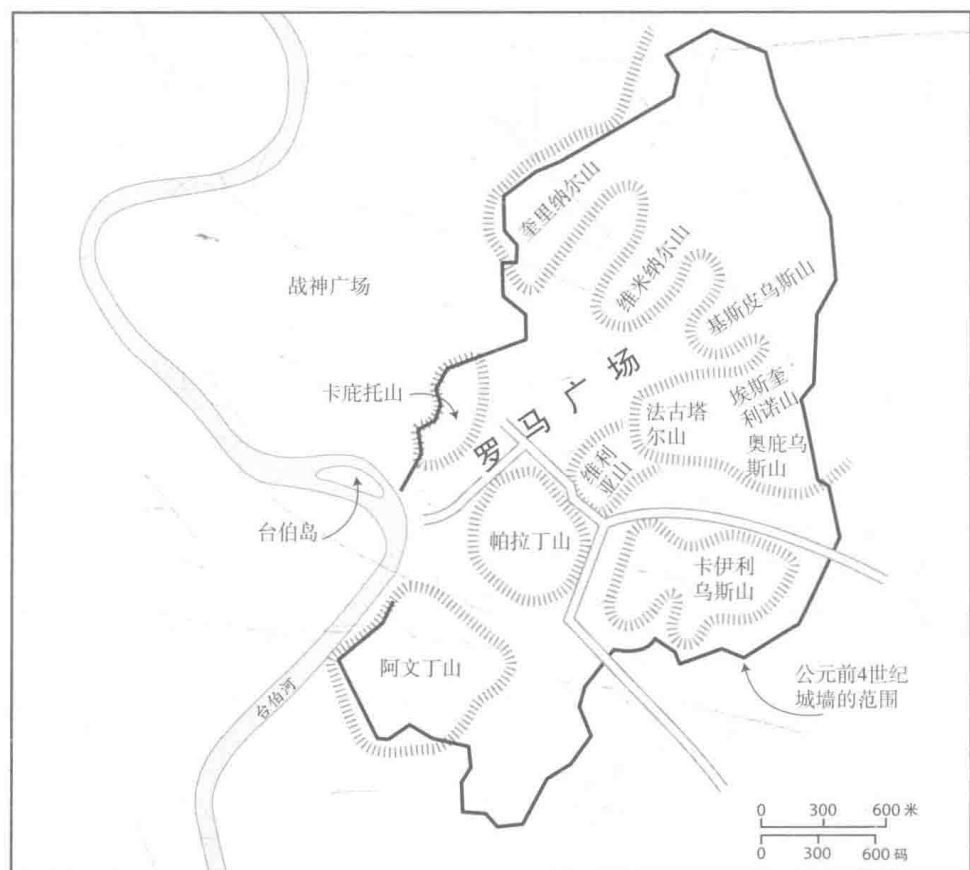 奎里纳尔山
维米纳尔山
基斯皮乌斯山
战神广场
卡庇托山
罗马广场
法古塔
尔山
埃斯奎
利诺山
奥庇乌
斯山
维利
亚山
台伯岛
帕拉丁山
卡伊利
乌斯山
阿文丁山
台伯河
公元前4世纪
城墙的范围
0 300 600 米
0 300 600 码